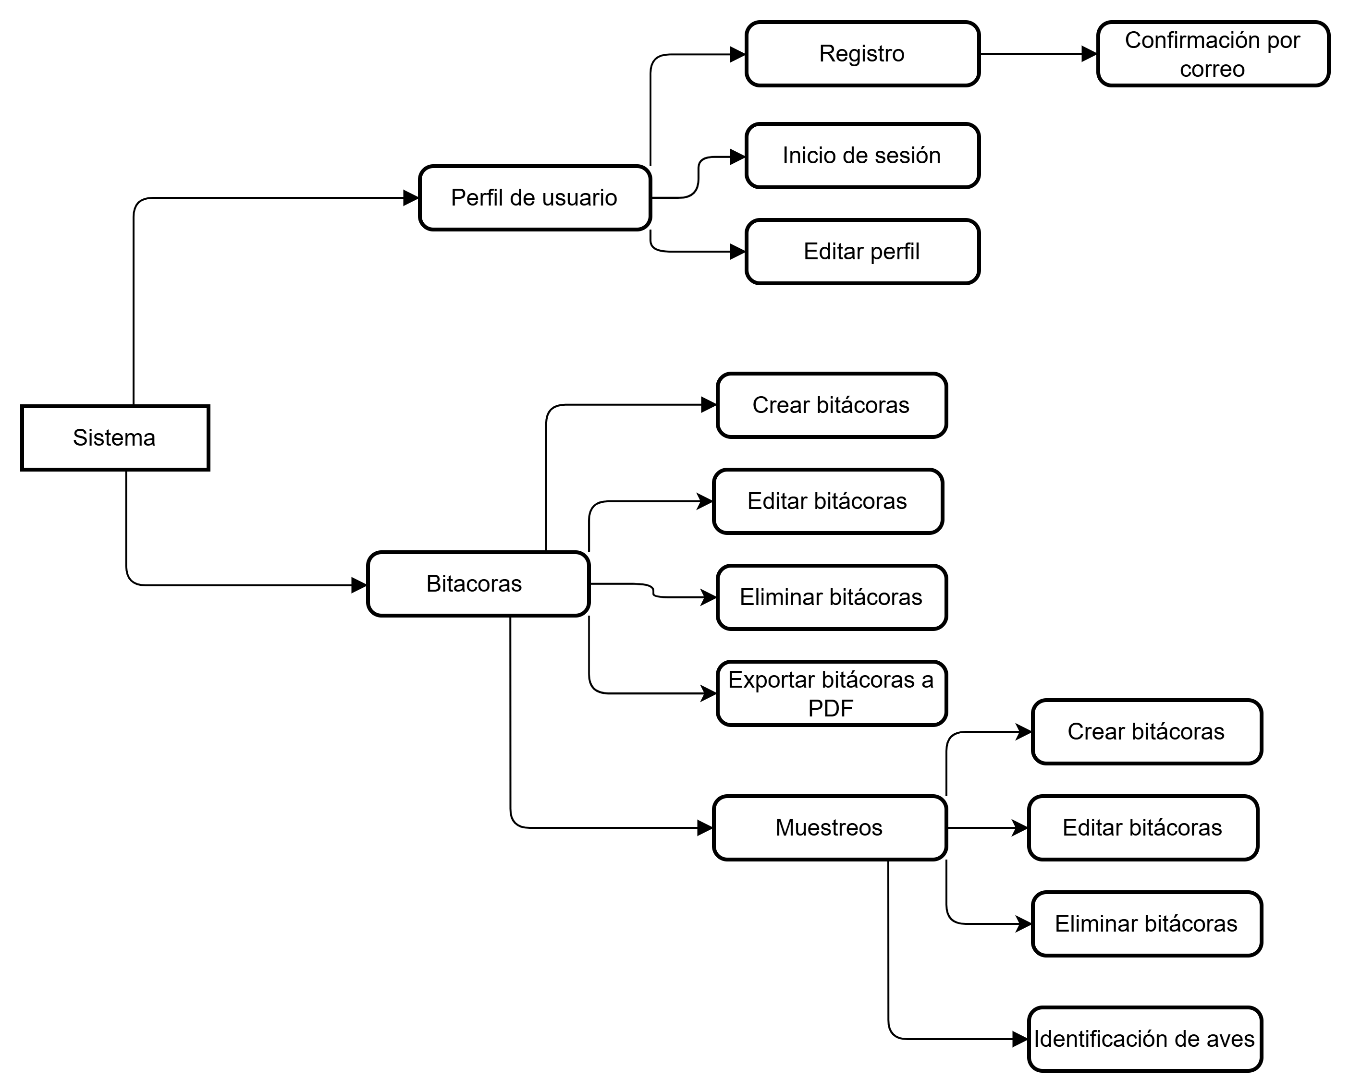 Registro
Confirmación por
correo
Inicio de sesión
Perfil de usuario
Editar perfil
Sistema
Crear bitácoras
Editar bitácoras
Bitacoras
Eliminar bitácoras
Exportar bitácoras a
PDF
Crear bitácoras
Muestreos
Editar bitácoras
Eliminar bitácoras
Identificación de aves